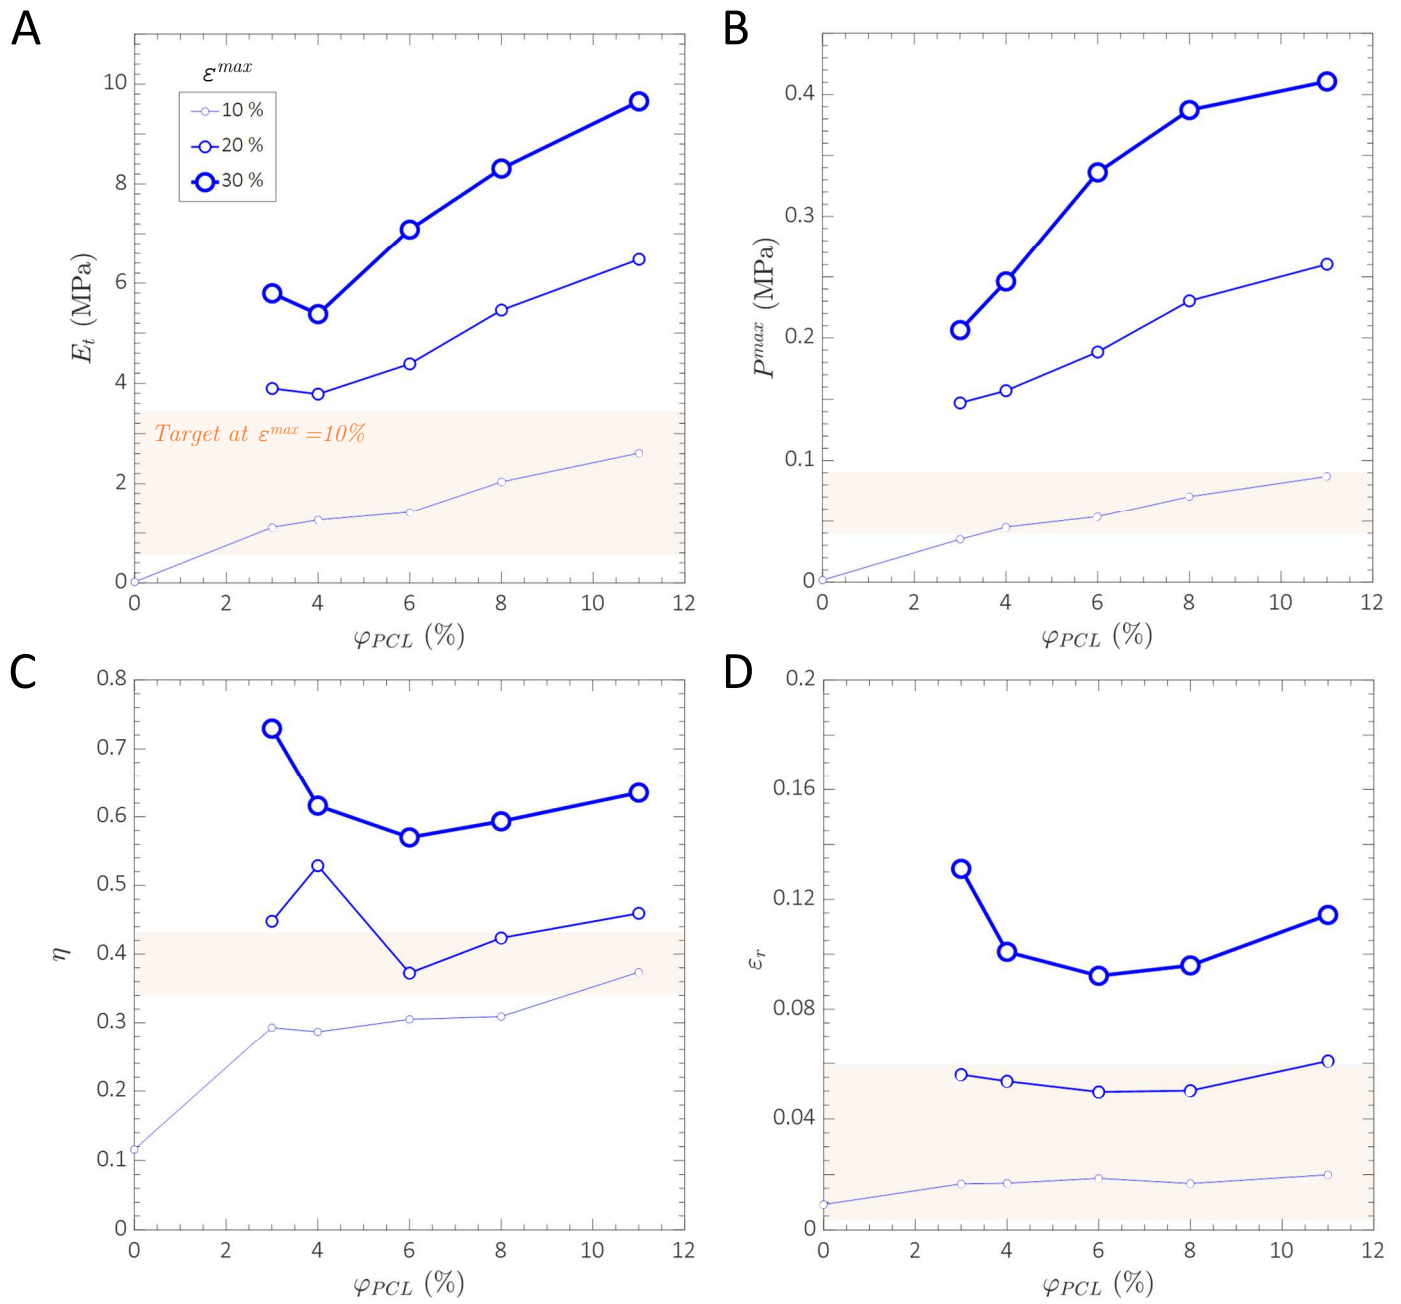 A
B
ε^max
10 %
20 %
30 %
Target at ε^max =10%
10
8
6
4
2
0
E_t (MPa)
0 2 4 6 8 10 12
φ_PCL (%)
0.4
0.3
0.2
0.1
0
P^max (MPa)
0 2 4 6 8 10 12
φ_PCL (%)
C
D
0.8
0.7
0.6
0.5
0.4
0.3
0.2
0.1
0
η
0 2 4 6 8 10 12
φ_PCL (%)
0.2
0.16
0.12
0.08
0.04
0
ε_r
0 2 4 6 8 10 12
φ_PCL (%)